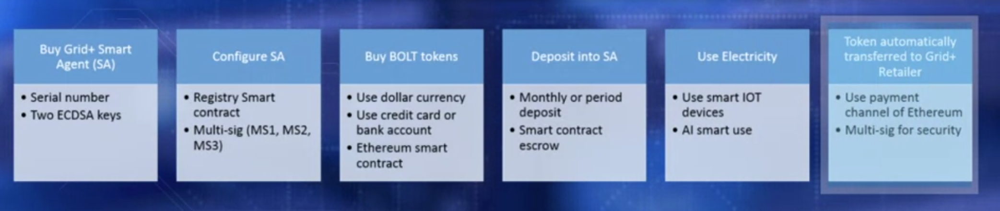 Buy Grid+ Smart
Agent (SA)
• Serial number
• Two ECDSA keys
Configure SA
• Registry Smart
contract
• Multi-sig (MS1, MS2,
MS3)
Buy BOLT tokens
• Use dollar currency
• Use credit card or
bank account
• Ethereum smart
contract
Deposit into SA
• Monthly or period
deposit
• Smart contract
escrow
Use Electricity
• Use smart IOT
devices
• AI smart use
Token automatically
transferred to Grid+
Retailer
• Use payment
channel of Ethereum
• Multi-sig for security